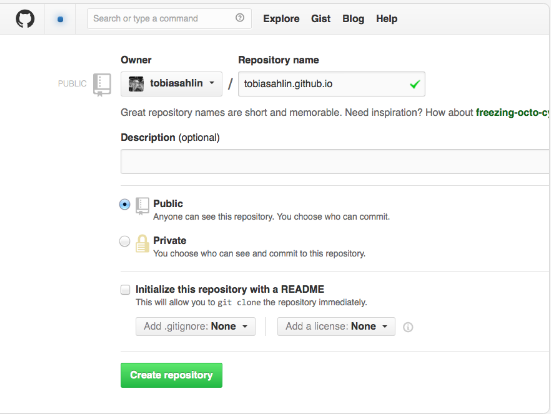 Search or type a command
Explore Gist Blog Help
Owner Repository name
PUBLIC tobiasahlin / tobiasahlin.github.io
Great repository names are short and memorable. Need inspiration? How about freezing-octo-cy
Description (optional)
Public
Anyone can see this repository. You choose who can commit.
Private
You choose who can see and commit to this repository.
Initialize this repository with a README
This will allow you to git clone the repository immediately.
Add .gitignore: None Add a license: None
Create repository